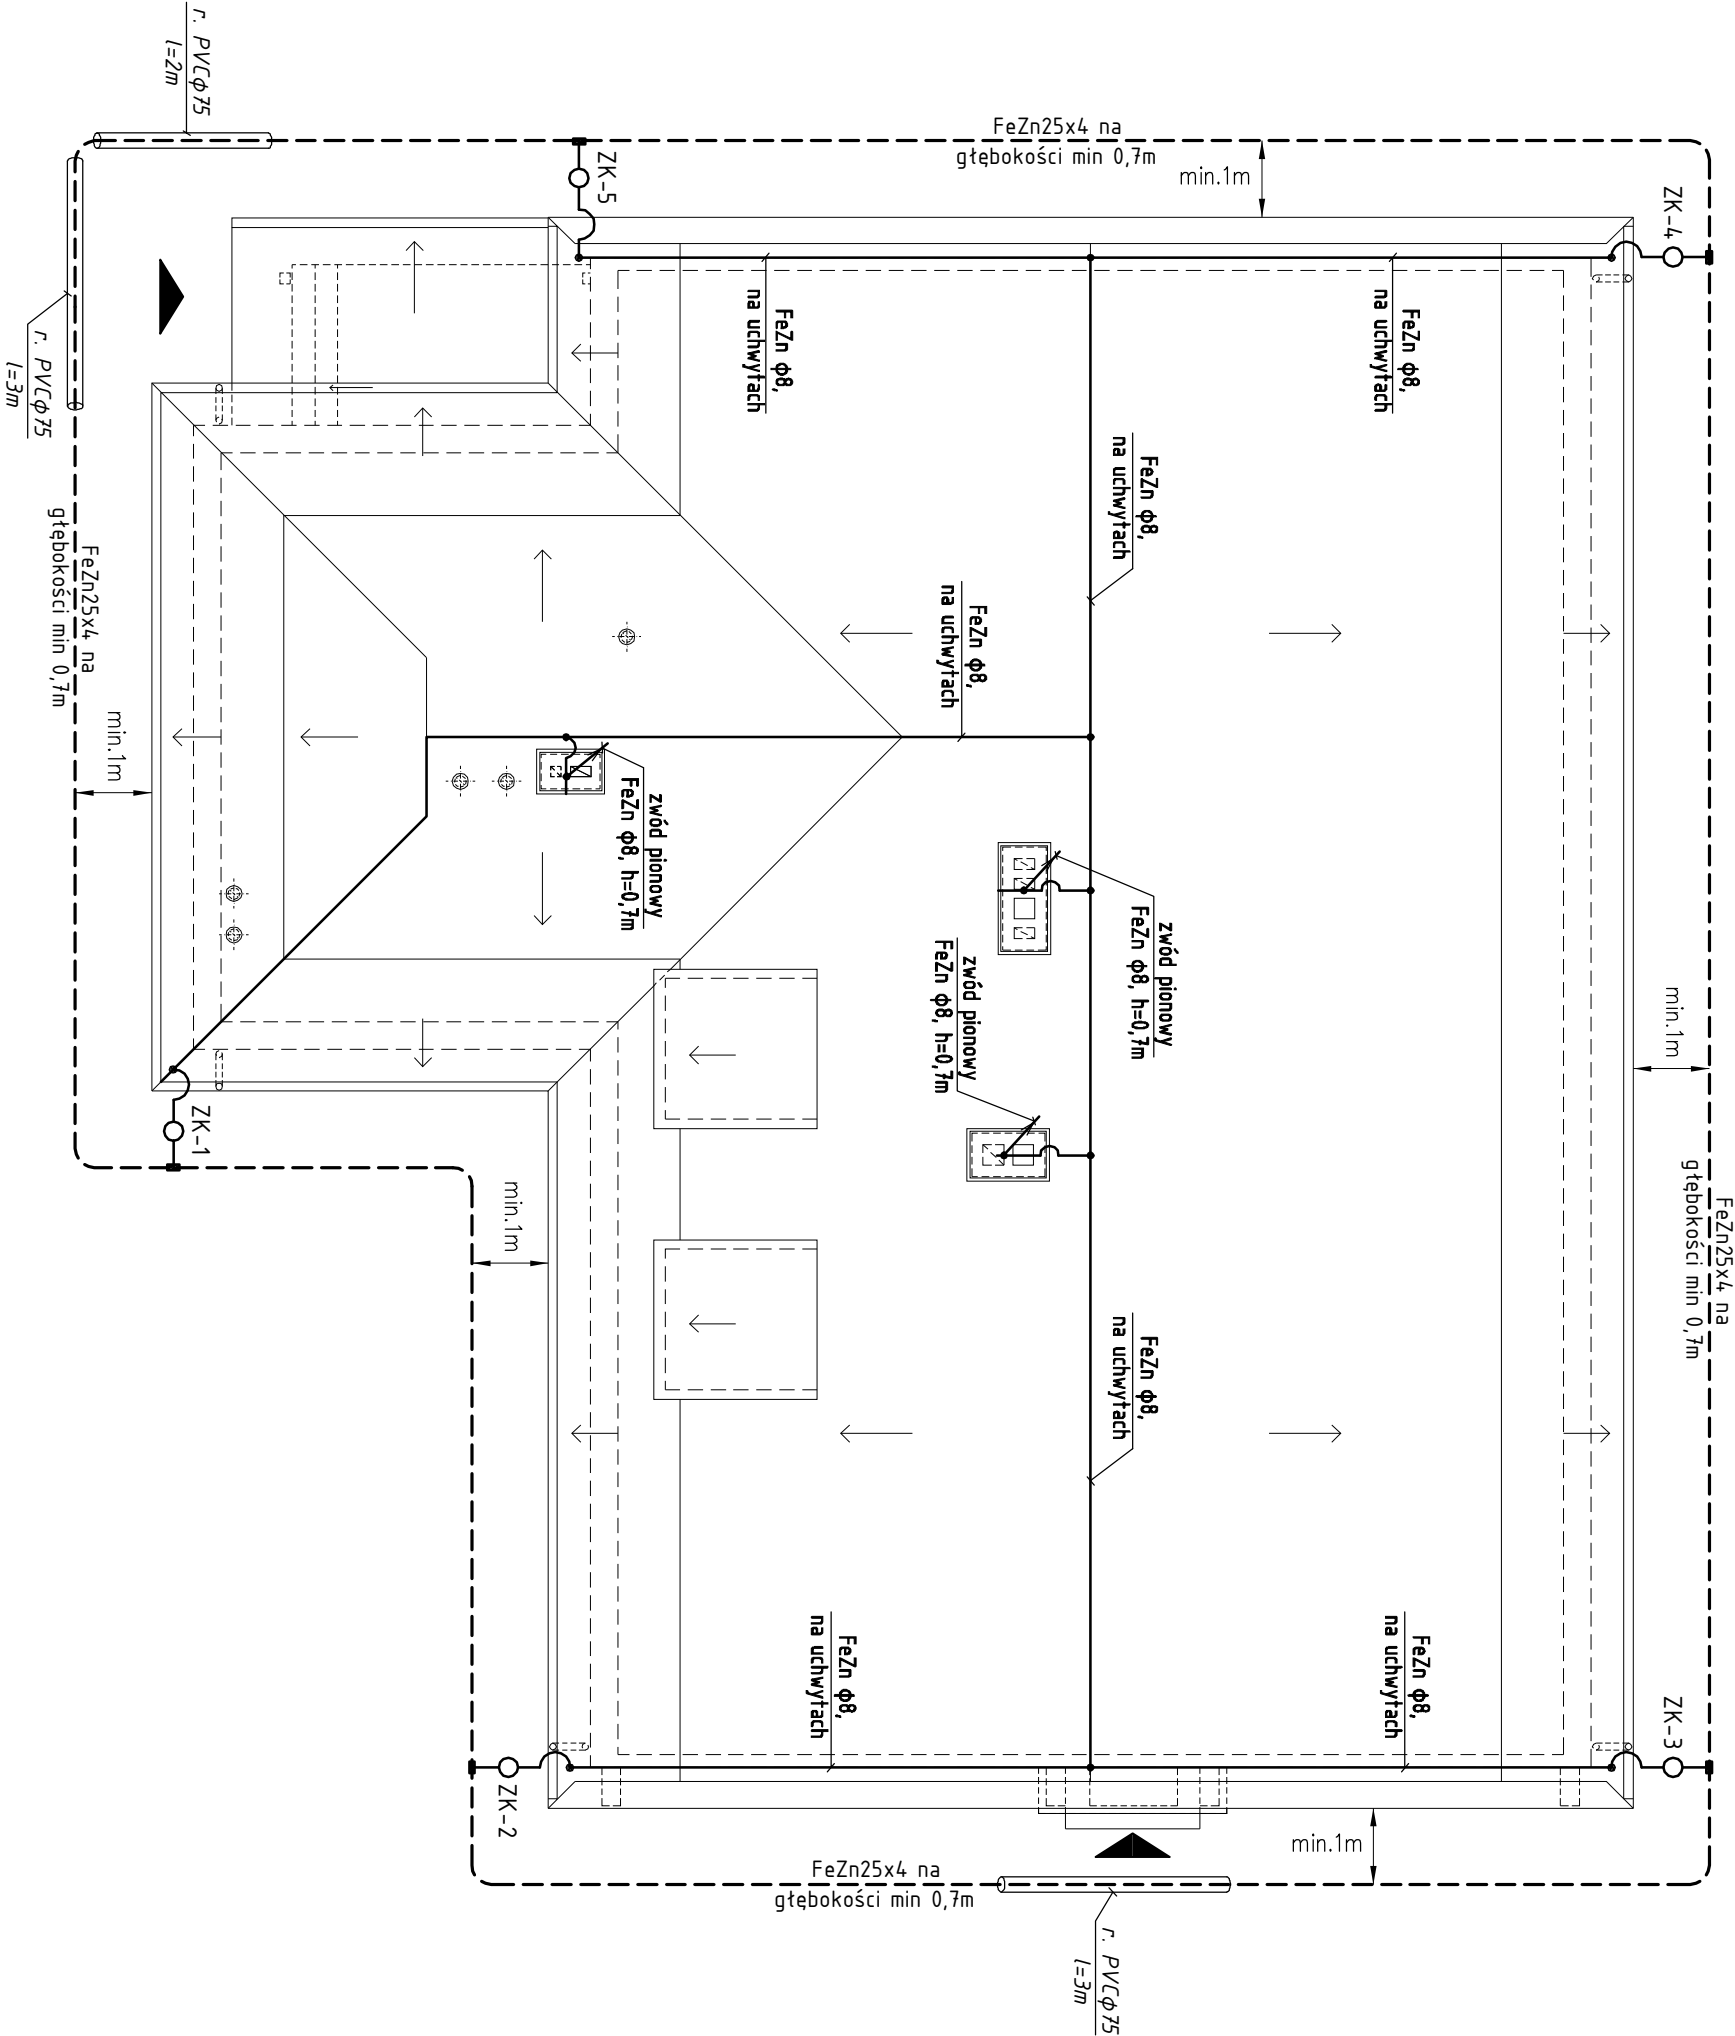 r. PVCϕ75
l=2m
FeZn25x4 na
głębokości min 0,7m
min.1m
ZK-5
ZK-4
r. PVCϕ75
l=3m
FeZn ϕ8,
na uchwytach
FeZn ϕ8,
na uchwytach
FeZn ϕ8,
na uchwytach
FeZn ϕ8,
na uchwytach
FeZn25x4 na
głębokości min 0,7m
min.1m
zwód pionowy
FeZn ϕ8, h=0,7m
zwód pionowy
FeZn ϕ8, h=0,7m
zwód pionowy
FeZn ϕ8, h=0,7m
min.1m
FeZn25x4 na
głębokości min 0,7m
ZK-1
min.1m
FeZn ϕ8,
na uchwytach
FeZn ϕ8,
na uchwytach
FeZn ϕ8,
na uchwytach
ZK-3
ZK-2
min.1m
FeZn25x4 na
głębokości min 0,7m
r. PVCϕ75
l=3m